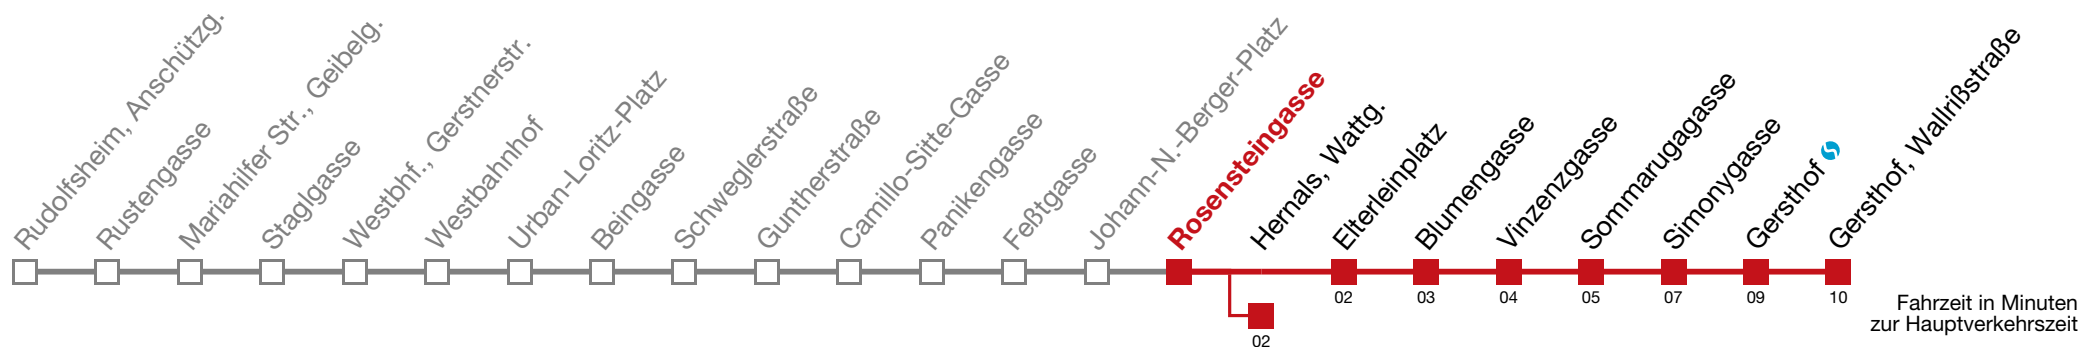 Rudolfsheim, Anschützg.
Rustengasse
Mariahilfer Str., Geibelg.
Staglgasse
Westbhf., Gerstnerstr.
Westbahnhof
Urban-Loritz-Platz
Beingasse
Schweglerstraße
Guntherstraße
Camillo-Sitte-Gasse
Panikengasse
Feßtgasse
Johann-N.-Berger-Platz
Rosensteingasse
Hernals, Wattg.
Elterleinplatz
Blumengasse
Vinzenzgasse
Sommarugagasse
Simonygasse
Gersthof
Gersthof, Wallrißstraße
02
03
04
05
07
09
10
02
Fahrzeit in Minuten
zur Hauptverkehrszeit